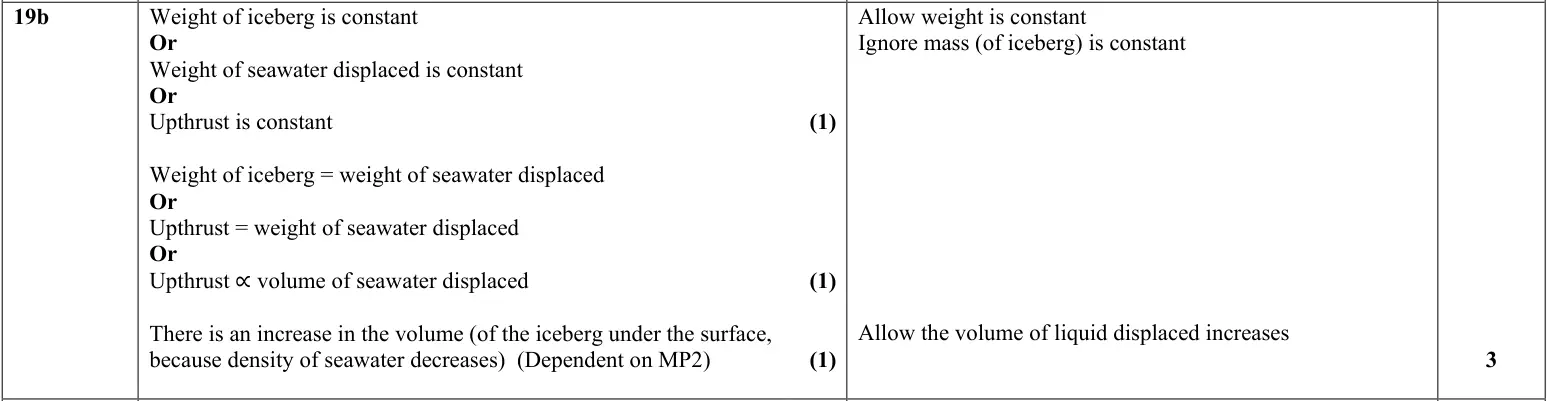 19b
Weight of iceberg is constant
Or
Weight of seawater displaced is constant
Or
Upthrust is constant (1)
Weight of iceberg = weight of seawater displaced
Or
Upthrust = weight of seawater displaced
Or
Upthrust ∝ volume of seawater displaced (1)
There is an increase in the volume (of the iceberg under the surface,
because density of seawater decreases) (Dependent on MP2) (1)
Allow weight is constant
Ignore mass (of iceberg) is constant
Allow the volume of liquid displaced increases
3